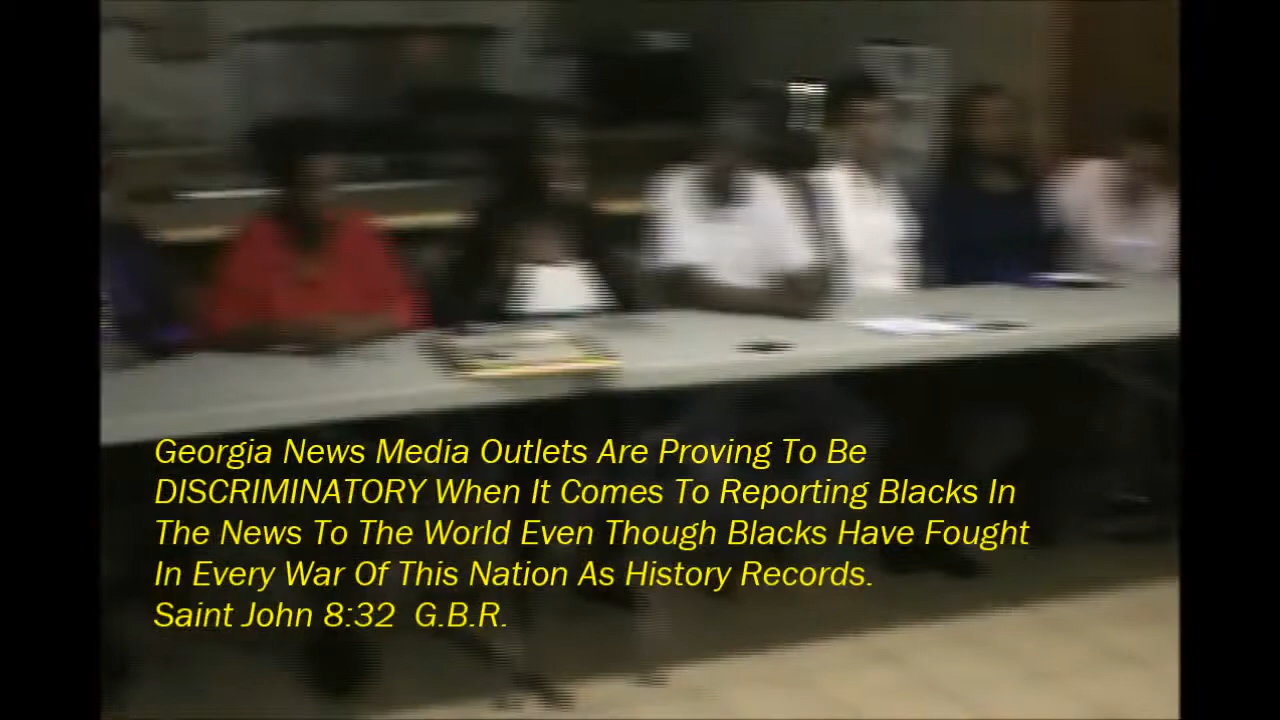 Georgia News Media Outlets Are Proving To Be
DISCRIMINATORY When It Comes To Reporting Blacks In
The News To The World Even Though Blacks Have Fought
In Every War Of This Nation As History Records.
Saint John 8:32  G.B.R.